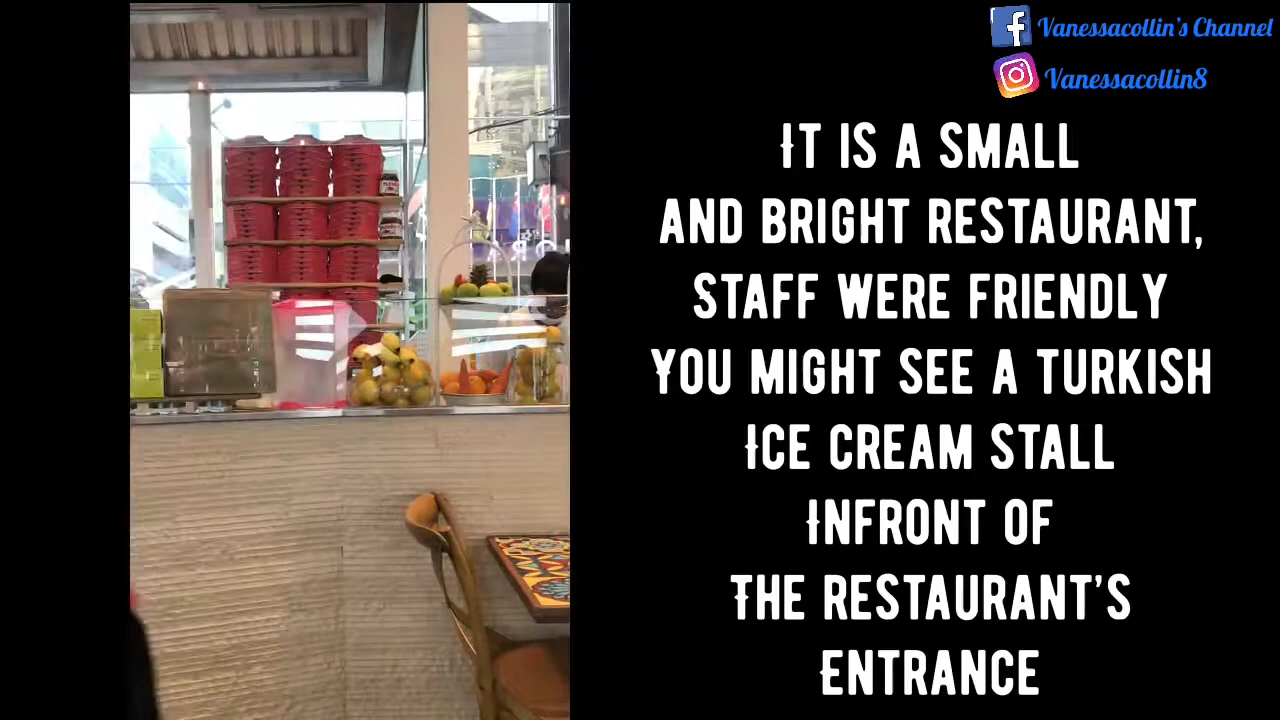 Vanessacollin's Channel
Vanessacollin8
IT IS A SMALL
AND BRIGHT RESTAURANT,
STAFF WERE FRIENDLY
YOU MIGHT SEE A TURKISH
ICE CREAM STALL
INFRONT OF
THE RESTAURANT'S
ENTRANCE